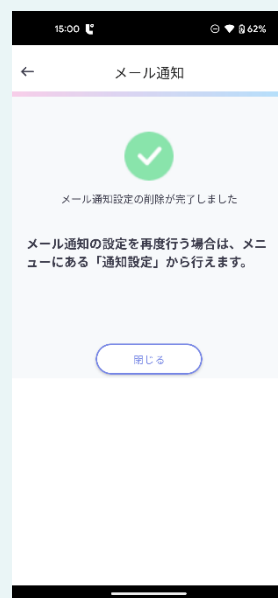 15:00 62%
メール通知
メール通知設定の削除が完了しました
メール通知の設定を再度行う場合は、メニ
ューにある「通知設定」から行えます。
閉じる